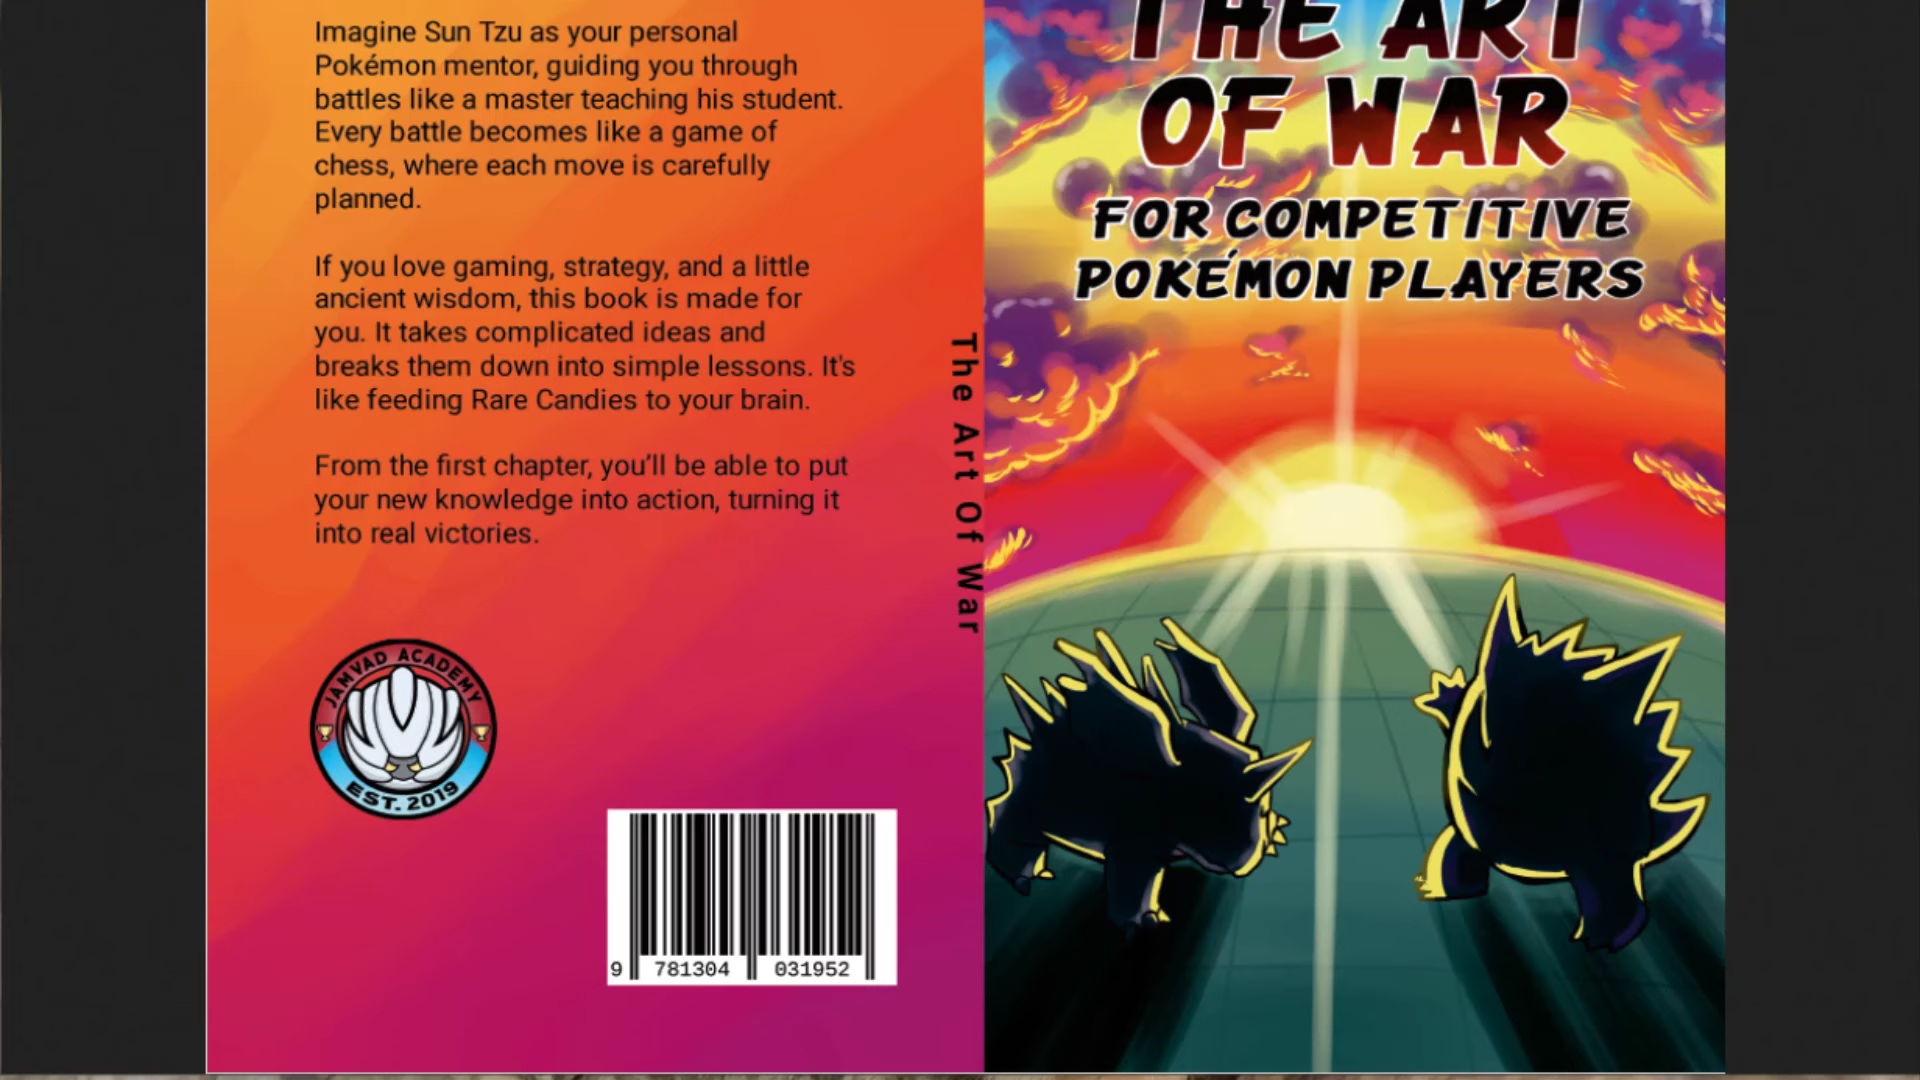 Imagine Sun Tzu as your personal
Pokémon mentor, guiding you through
battles like a master teaching his student.
Every battle becomes like a game of
chess, where each move is carefully
planned.
If you love gaming, strategy, and a little
ancient wisdom, this book is made for
you. It takes complicated ideas and
breaks them down into simple lessons. It's
like feeding Rare Candies to your brain.
From the first chapter, you’ll be able to put
your new knowledge into action, turning it
into real victories.
JAMVAD ACADEMY
EST. 2019
9 781304 031952
The Art Of War
THE ART
OF WAR
FOR COMPETITIVE
POKÉMON PLAYERS